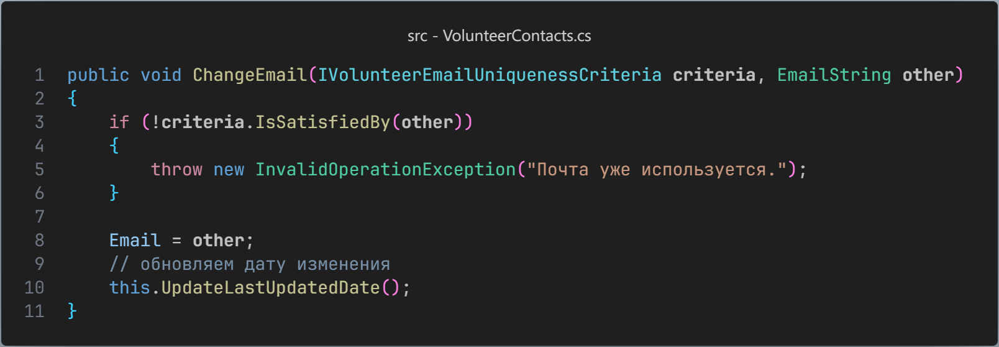 src - VolunteerContacts.cs
1 public void ChangeEmail(IVolunteerEmailUniquenessCriteria criteria, EmailString other)
2 {
3     if (!criteria.IsSatisfiedBy(other))
4     {
5         throw new InvalidOperationException("Почта уже используется.");
6     }
7
8     Email = other;
9     // обновляем дату изменения
10     this.UpdateLastUpdatedDate();
11 }